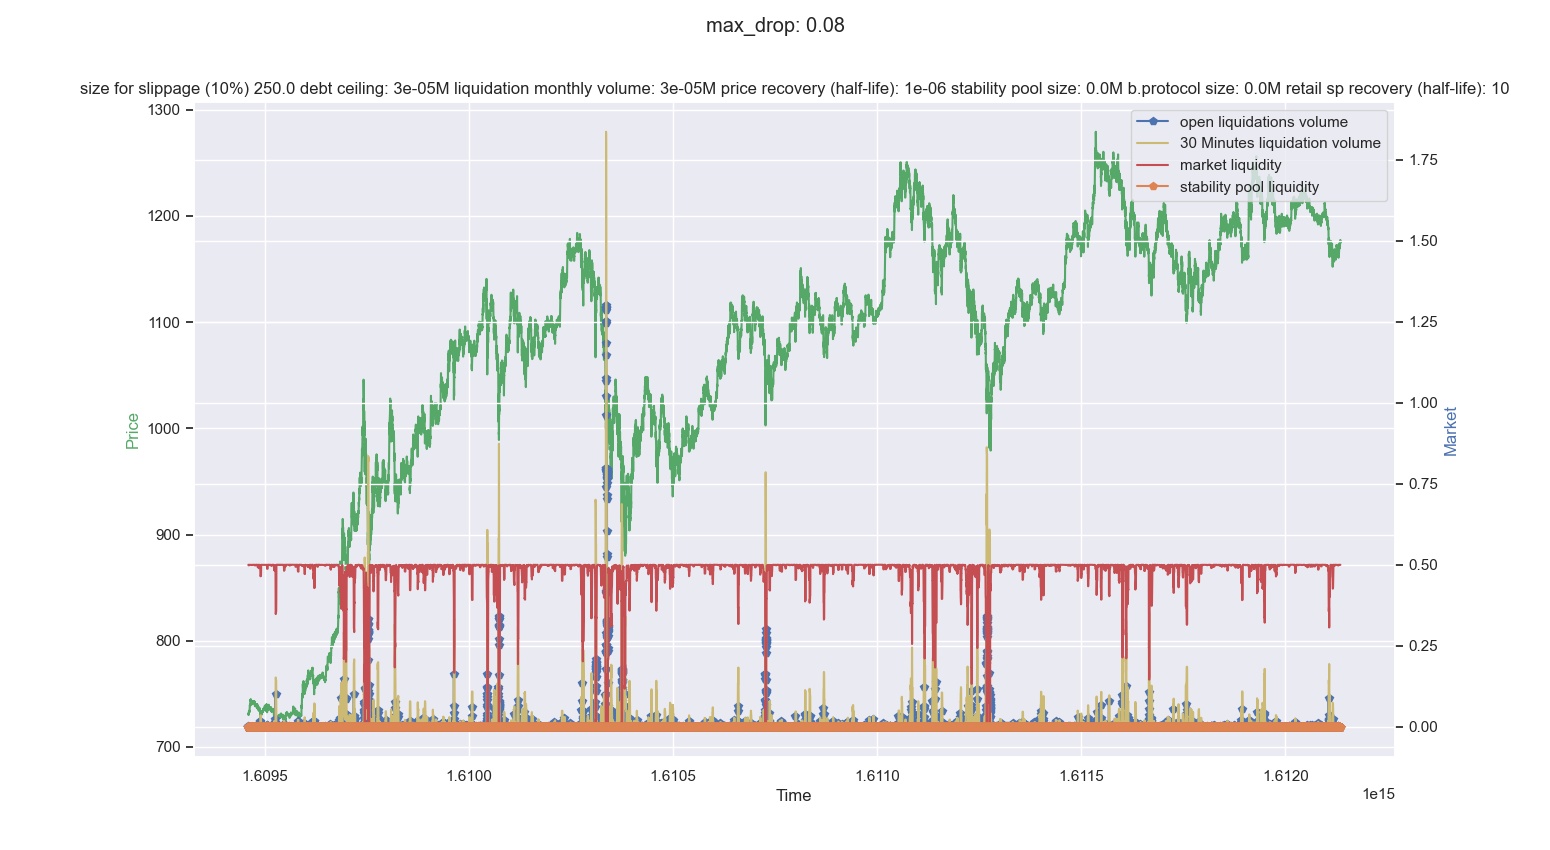 max_drop: 0.08
size for slippage (10%) 250.0 debt ceiling: 3e-05M liquidation monthly volume: 3e-05M price recovery (half-life): 1e-06 stability pool size: 0.0M b.protocol size: 0.0M retail sp recovery (half-life): 10
open liquidations volume
30 Minutes liquidation volume
market liquidity
stability pool liquidity
1300
1200
1100
1000
900
800
700
Price
1.75
1.50
1.25
1.00
0.75
0.50
0.25
0.00
Market
1.6095 1.6100 1.6105 1.6110 1.6115 1.6120
1e15
Time